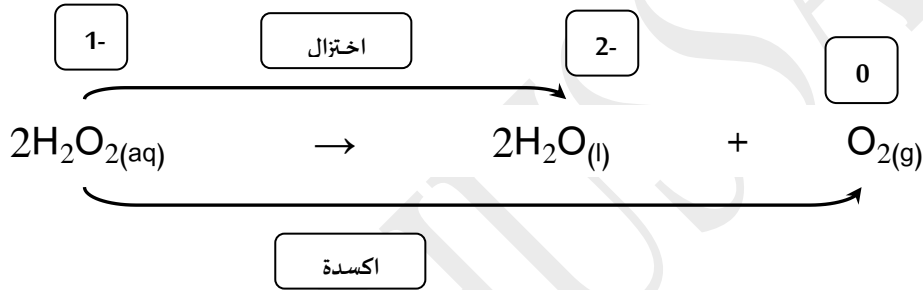 1-	اختزال	2-	0
2H₂O₂(aq) → 2H₂O(l) + O₂(g)
اكسدة